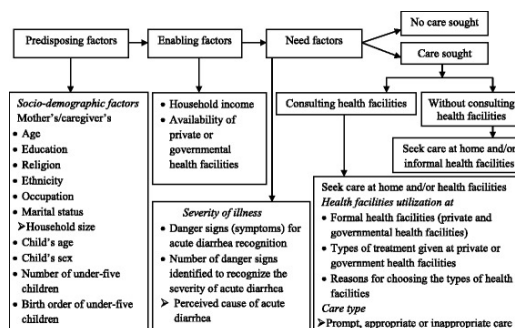 No care sought
Predisposing factors
Enabling factors
Need factors
Care sought
Socio-demographic factors
Mother's/caregiver's
• Age
• Education
• Religion
• Ethnicity
• Occupation
• Marital status
➢Household size
• Child's age
• Child's sex
• Number of under-five
children
• Birth order of under-five
children
• Household income
• Availability of
private or
governmental
health facilities
Severity of illness
• Danger signs (symptoms) for
acute diarrhea recognition
• Number of danger signs
identified to recognize the
severity of acute diarrhea
➢ Perceived cause of acute
diarrhea
Consulting health facilities
Without consulting
health facilities
Seek care at home and/or
informal health facilities
Seek care at home and/or health facilities
Health facilities utilization at
• Formal health facilities (private and
governmental health facilities)
• Types of treatment given at private or
government health facilities
• Reasons for choosing the types of health
facilities
Care type
➢Prompt, appropriate or inappropriate care